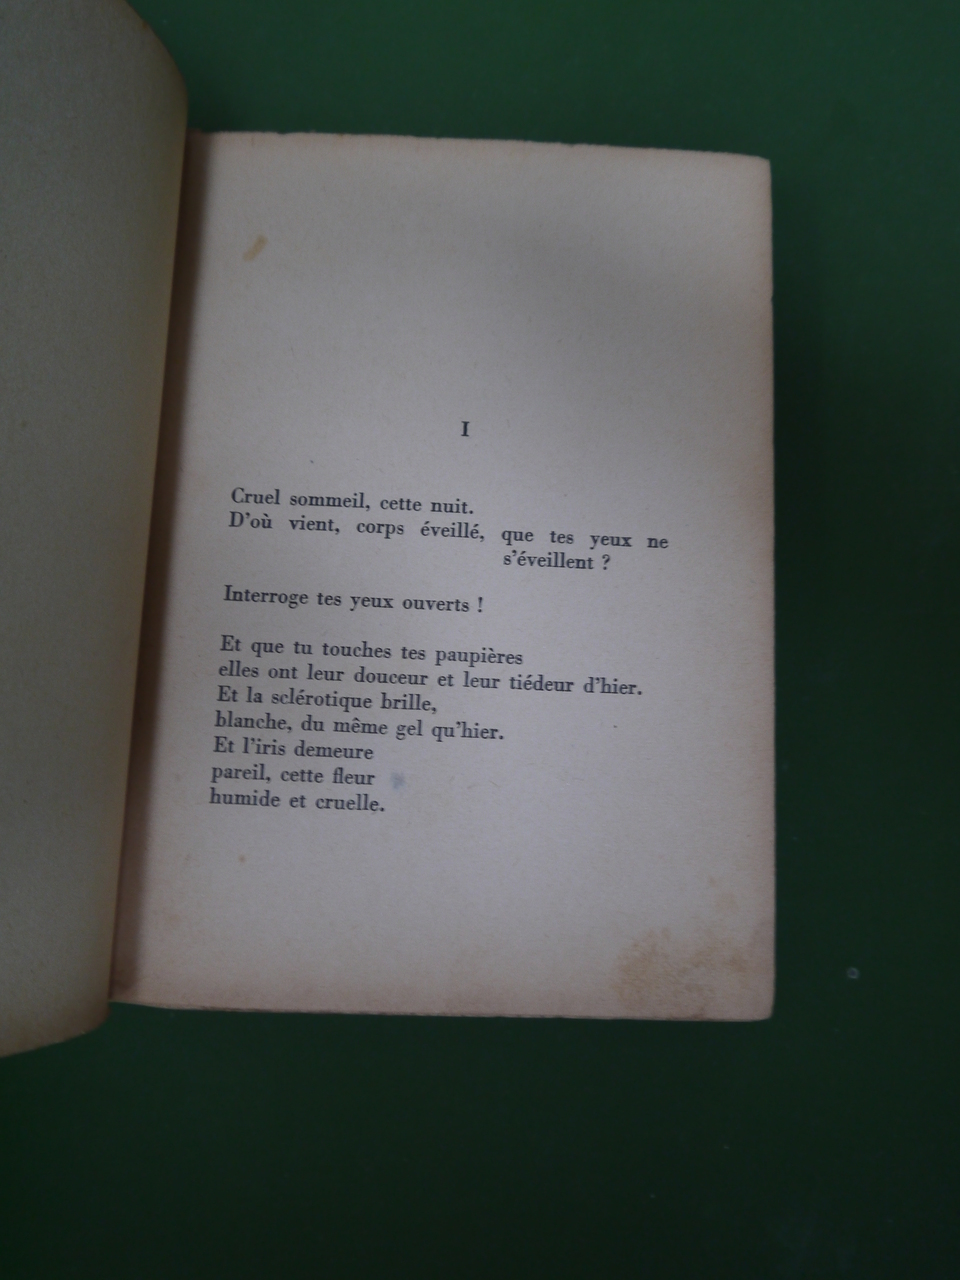 I
Cruel sommeil, cette nuit.
D'où vient, corps éveillé, que tes yeux ne
s'éveillent ?
Interroge tes yeux ouverts !
Et que tu touches tes paupières
elles ont leur douceur et leur tiédeur d'hier.
Et la sclérotique brille,
blanche, du même gel qu'hier.
Et l'iris demeure
pareil, cette fleur
humide et cruelle.